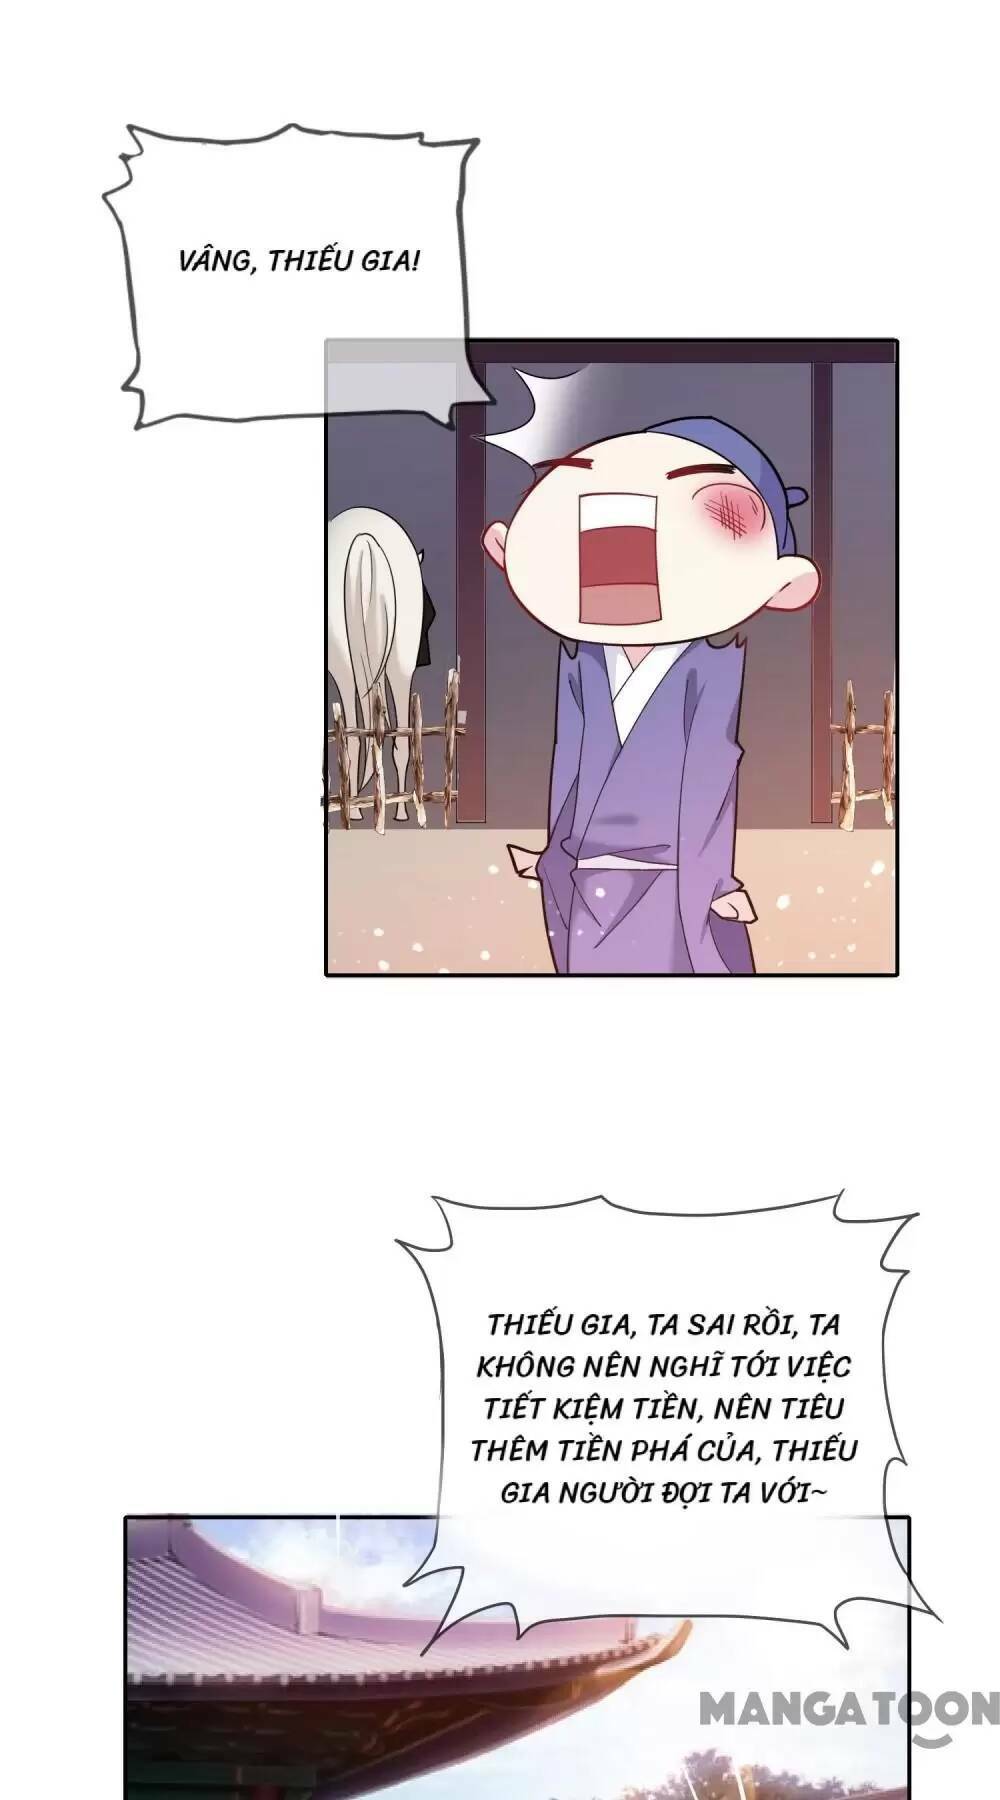 VÂNG, THIẾU GIA!
THIẾU GIA, TA SAI RỒI, TA
KHÔNG NÊN NGHĨ TỚI VIỆC
TIẾT KIỆM TIỀN, NÊN TIÊU
THÊM TIỀN PHÁ CỦA, THIẾU
GIA NGƯỜI ĐỢI TA VỚI~
MANGATOON